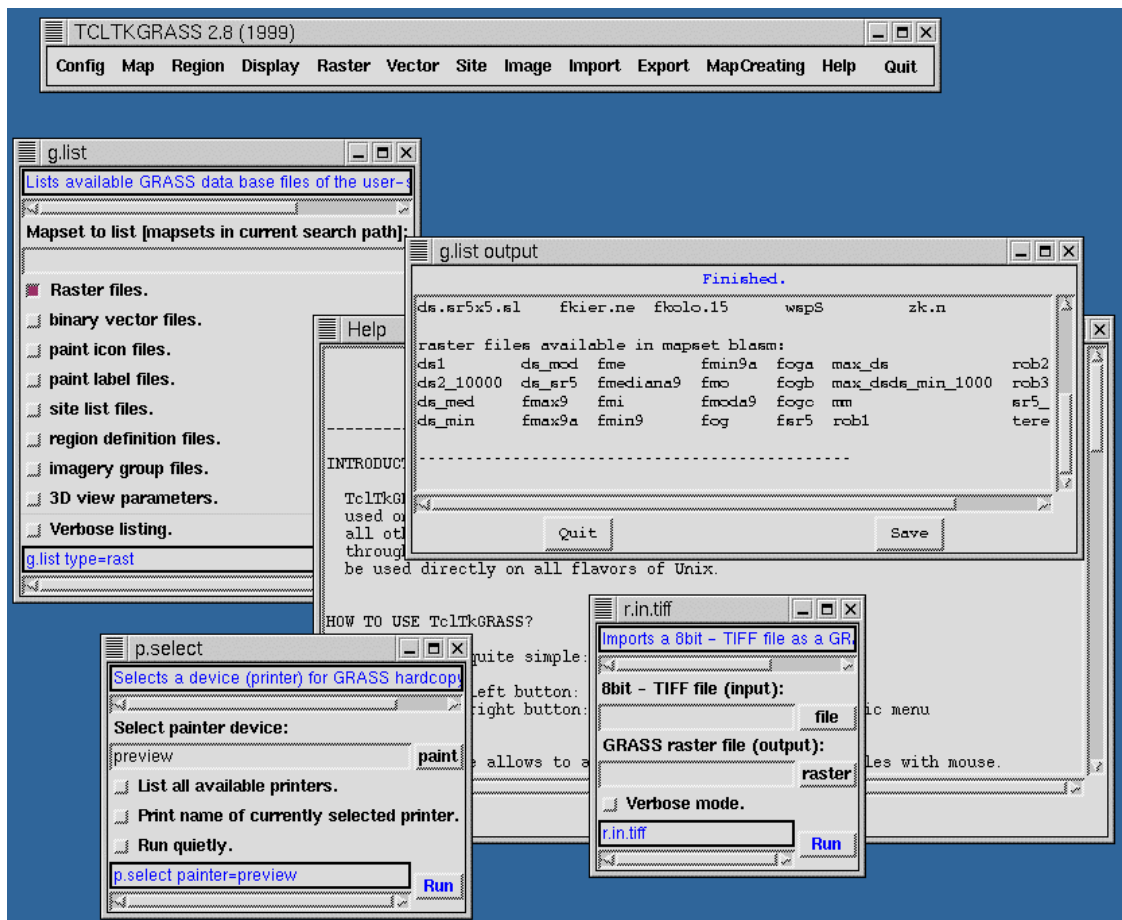 TCLTKGRASS 2.8 (1999)
Config Map Region Display Raster Vector Site Image Import Export MapCreating Help Quit
g.list
Lists available GRASS data base files of the user-s
Mapset to list [mapsets in current search path]:
Raster files.
binary vector files.
paint icon files.
paint label files.
site list files.
region definition files.
imagery group files.
3D view parameters.
Verbose listing.
g.list type=rast
g.list output
Finished.
ds.sr5x5.sl fkier.ne fkolo.15 wspS zk.n
raster files available in mapset blasm:
ds1 ds_mod fme fmin9a foga max_ds rob2
ds2_10000 ds_sr5 fmediana9 fmo fogb max_dsds_min_1000 rob3
ds_med fmax9 fmi fmoda9 fogc mm sr5_
ds_min fmax9a fmin9 fog fsr5 rob1 tere
----------------------------------------------
Quit Save
Help
--------
INTRODUCT
TclTkGR
used on
all oth
through
be used directly on all flavors of Unix.
HOW TO USE TclTkGRASS?
quite simple:
left button:
right button: ic menu
e allows to a les with mouse.
p.select
Selects a device (printer) for GRASS hardcopy
Select painter device:
preview paint
List all available printers.
Print name of currently selected printer.
Run quietly.
p.select painter=preview
Run
r.in.tiff
Imports a 8bit - TIFF file as a GRA
8bit - TIFF file (input):
file
GRASS raster file (output):
raster
Verbose mode.
r.in.tiff
Run